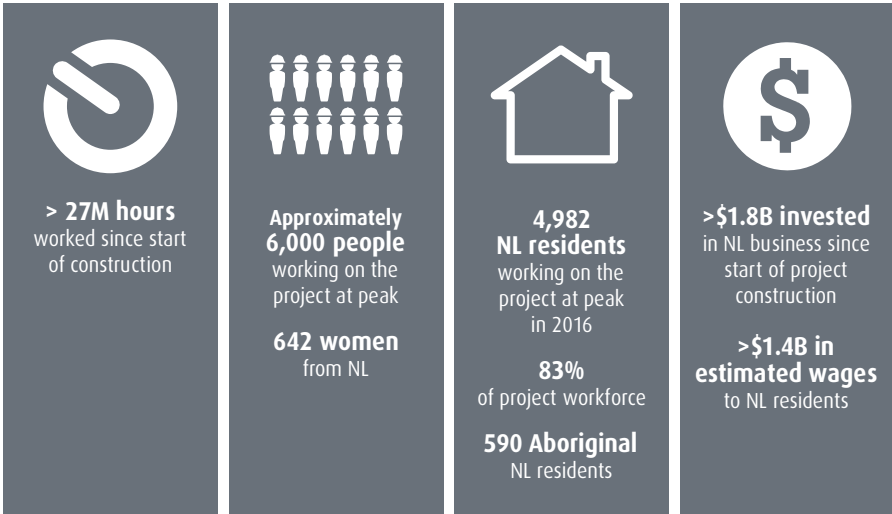 > 27M hours
worked since start
of construction
Approximately
6,000 people
working on the
project at peak
642 women
from NL
4,982
NL residents
working on the
project at peak
in 2016
83%
of project workforce
590 Aboriginal
NL residents
>$1.8B invested
in NL business since
start of project
construction
>$1.4B in
estimated wages
to NL residents